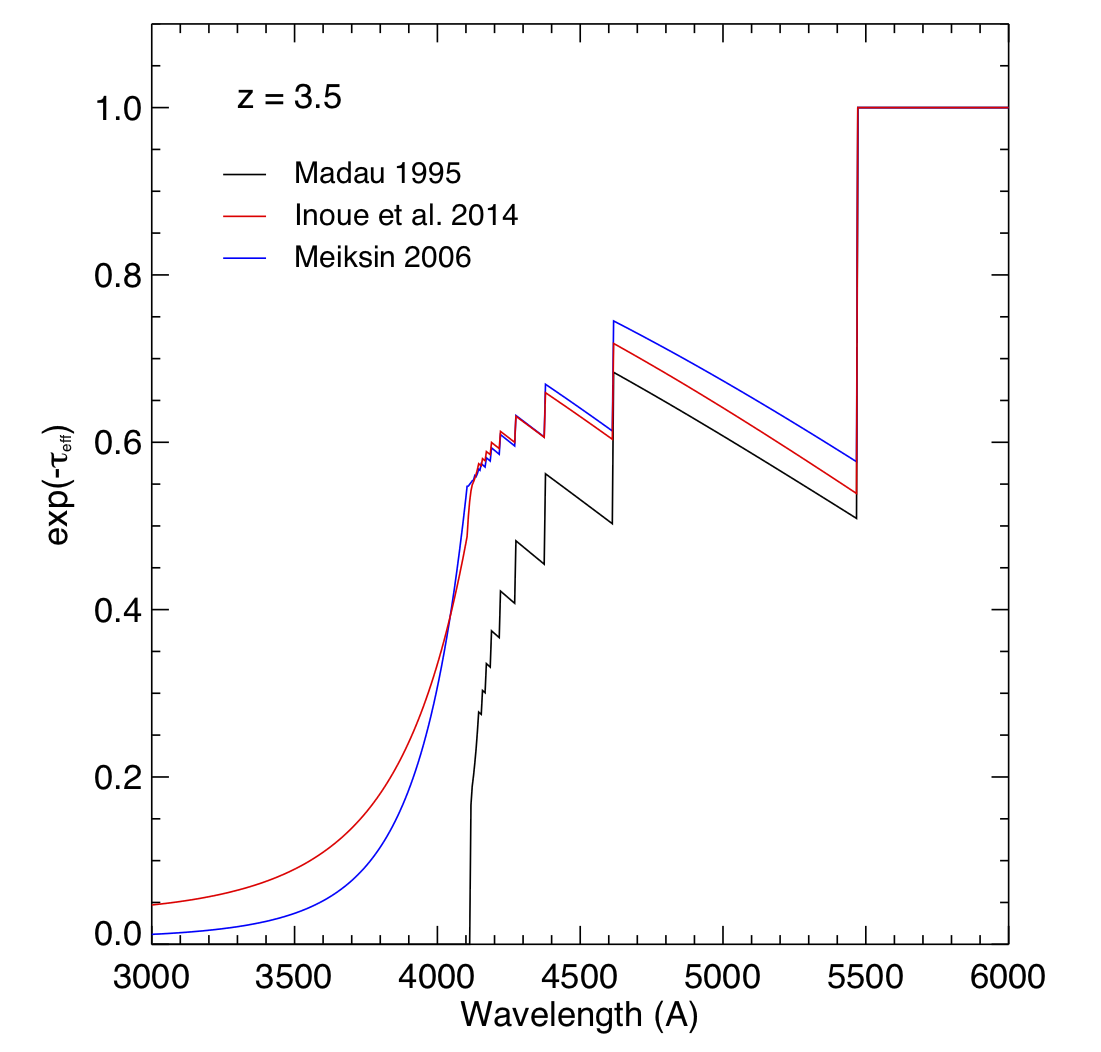 z = 3.5
Madau 1995
Inoue et al. 2014
Meiksin 2006
1.0
0.8
0.6
0.4
0.2
0.0
exp(-τeff)
3000 3500 4000 4500 5000 5500 6000
Wavelength (A)